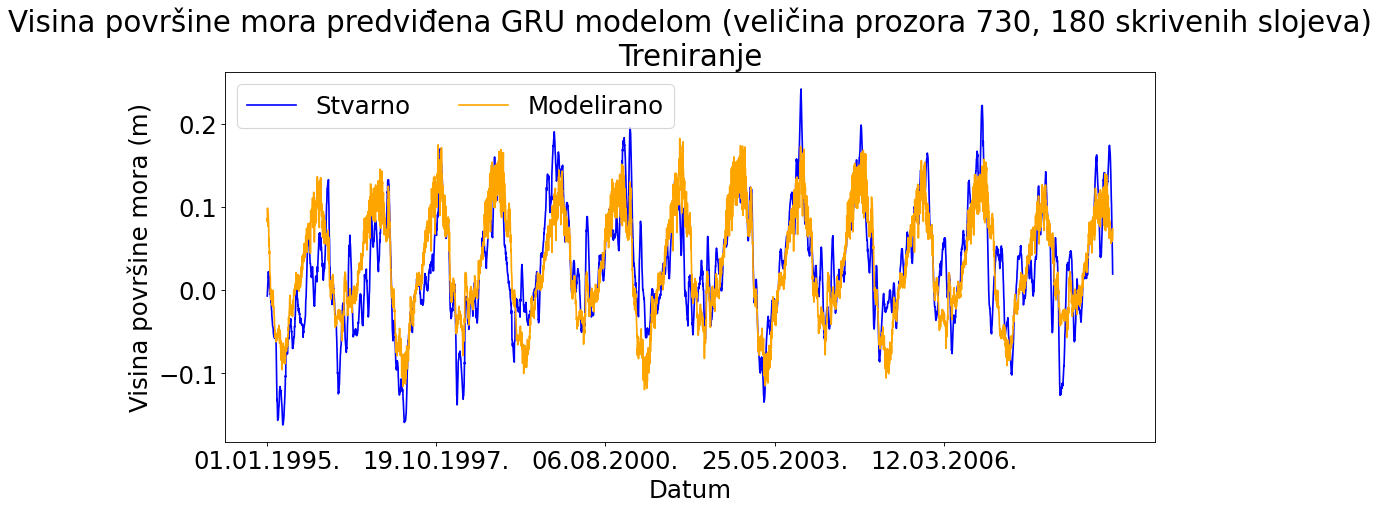 Visina površine mora predviđena GRU modelom (veličina prozora 730, 180 skrivenih slojeva)
Treniranje
Stvarno Modelirano
Visina površine mora (m)
0.2
0.1
0.0
−0.1
01.01.1995. 19.10.1997. 06.08.2000. 25.05.2003. 12.03.2006.
Datum